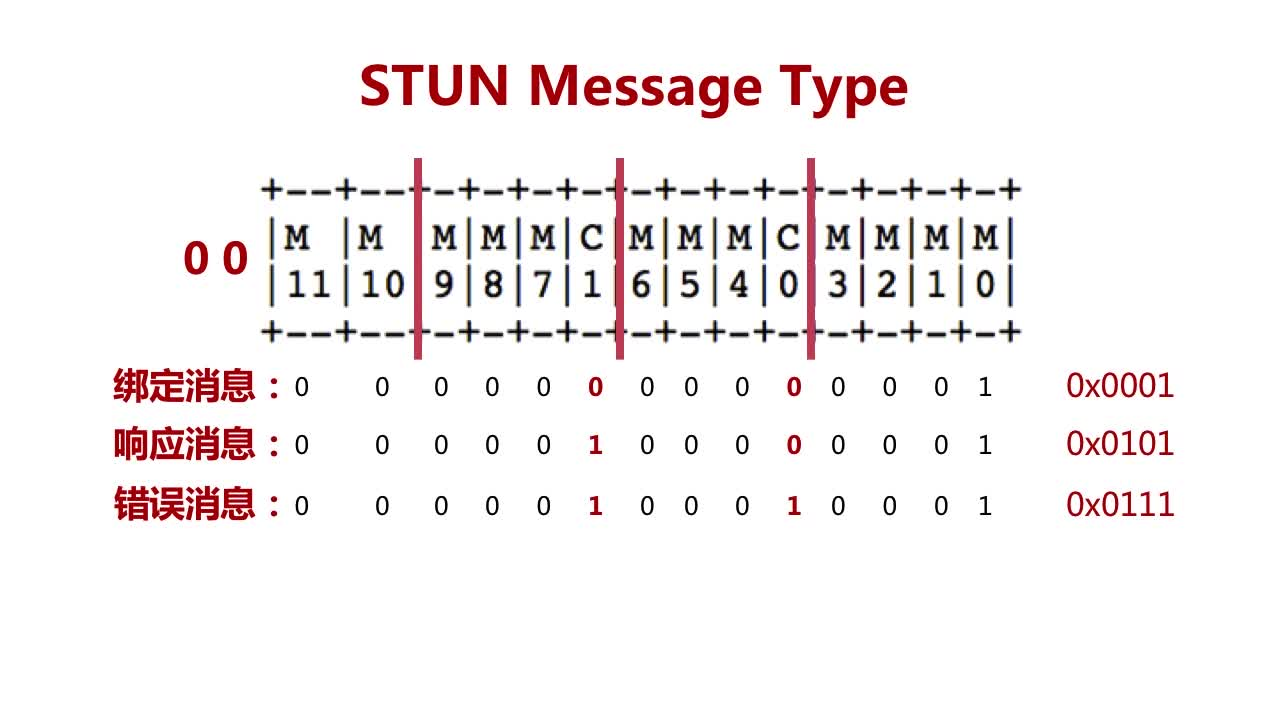 STUN Message Type
+--+--+-+-+-+-+-+-+-+-+-+-+-+-+
0 0 |M |M |M|M|M|C|M|M|M|C|M|M|M|M|
|11|10|9|8|7|1|6|5|4|0|3|2|1|0|
+--+--+-+-+-+-+-+-+-+-+-+-+-+-+
绑定消息：0 0 0 0 0 0 0 0 0 0 0 0 0 1 0x0001
响应消息：0 0 0 0 0 1 0 0 0 0 0 0 0 1 0x0101
错误消息：0 0 0 0 0 1 0 0 0 1 0 0 0 1 0x0111